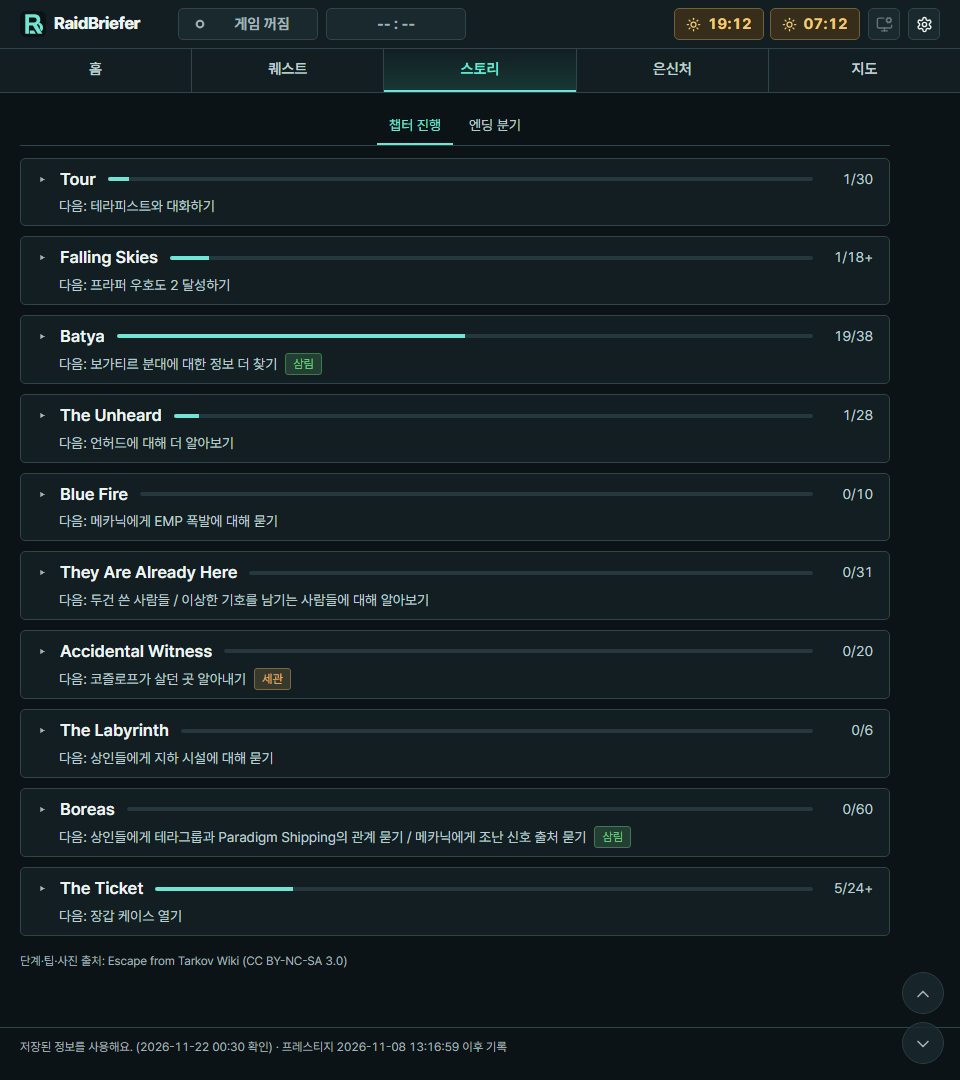 RaidBriefer
게임 꺼짐
-- : --
19:12
07:12
홈
퀘스트
스토리
은신처
지도
챕터 진행
엔딩 분기
Tour
1/30
다음: 테라피스트와 대화하기
Falling Skies
1/18+
다음: 프라퍼 우호도 2 달성하기
Batya
19/38
다음: 보가티르 분대에 대한 정보 더 찾기 삼림
The Unheard
1/28
다음: 언허드에 대해 더 알아보기
Blue Fire
0/10
다음: 메카닉에게 EMP 폭발에 대해 묻기
They Are Already Here
0/31
다음: 두건 쓴 사람들 / 이상한 기호를 남기는 사람들에 대해 알아보기
Accidental Witness
0/20
다음: 코즐로프가 살던 곳 알아내기 세관
The Labyrinth
0/6
다음: 상인들에게 지하 시설에 대해 묻기
Boreas
0/60
다음: 상인들에게 테라그룹과 Paradigm Shipping의 관계 묻기 / 메카닉에게 조난 신호 출처 묻기 삼림
The Ticket
5/24+
다음: 장갑 케이스 열기
단계·팁·사진 출처: Escape from Tarkov Wiki (CC BY-NC-SA 3.0)
저장된 정보를 사용해요. (2026-11-22 00:30 확인) · 프레스티지 2026-11-08 13:16:59 이후 기록